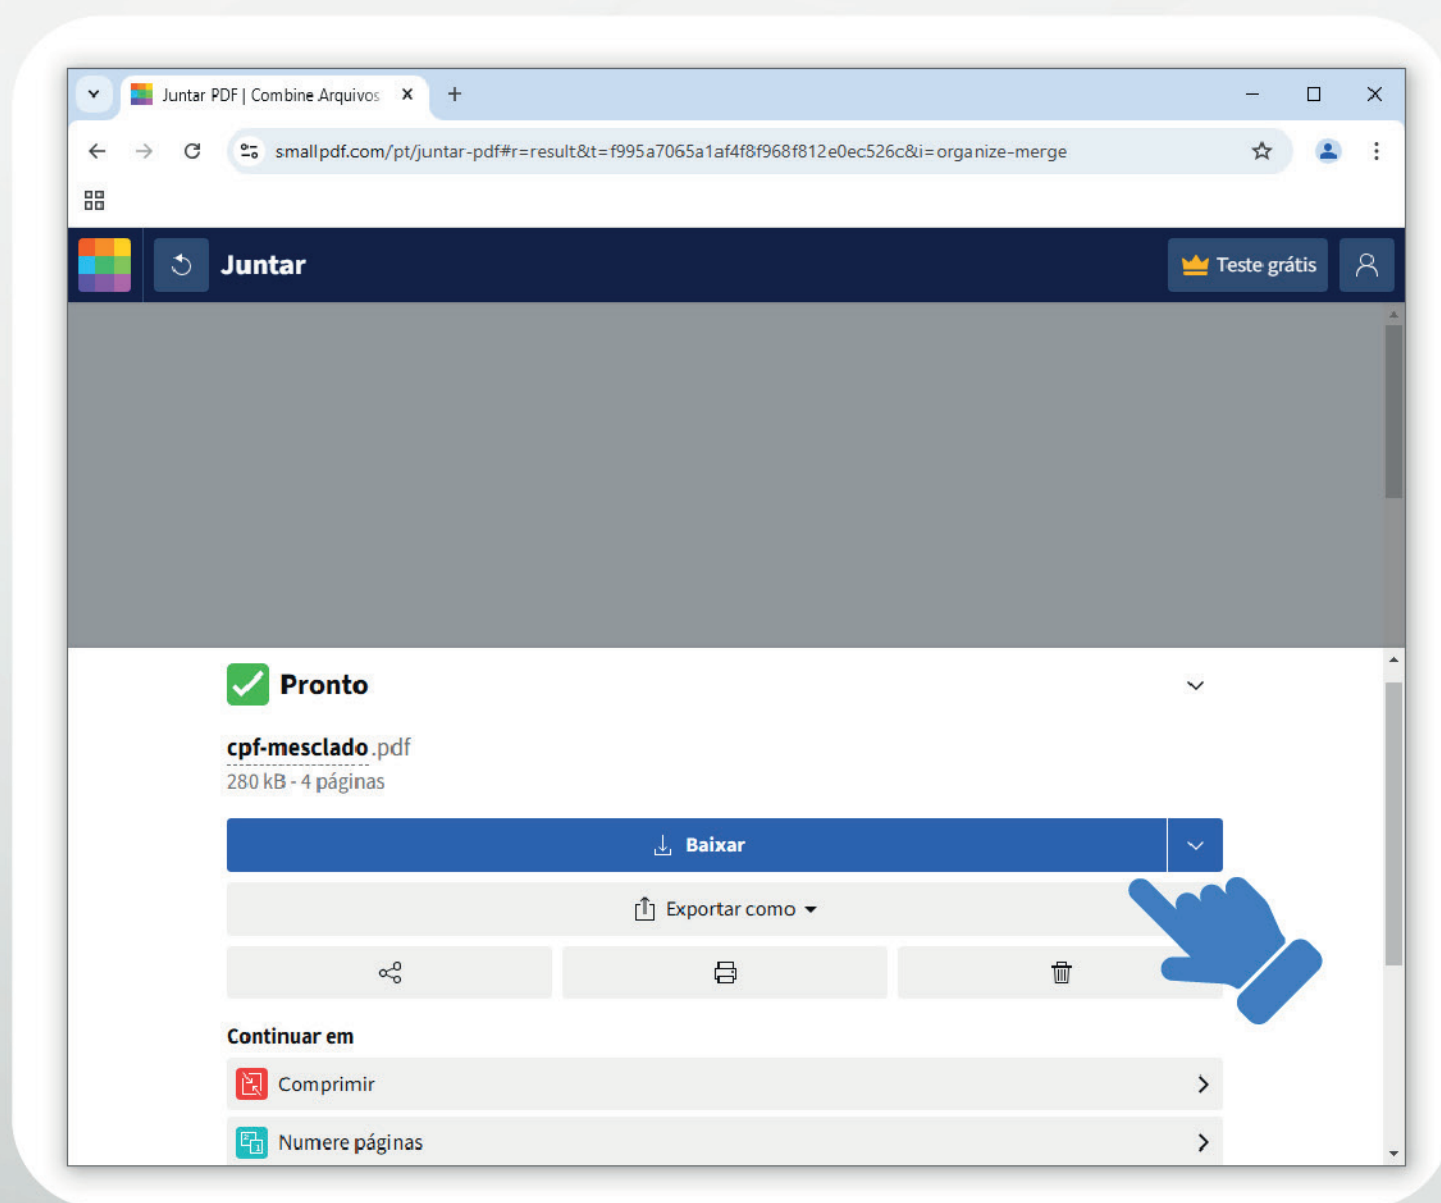 Juntar PDF | Combine Arquivos
smallpdf.com/pt/juntar-pdf#r=result&t=f995a7065a1af4f8f968f812e0ec526c&i=organize-merge
Juntar
Teste grátis
Pronto
cpf-mesclado.pdf
280 kB - 4 páginas
Baixar
Exportar como
Continuar em
Comprimir
Numere páginas